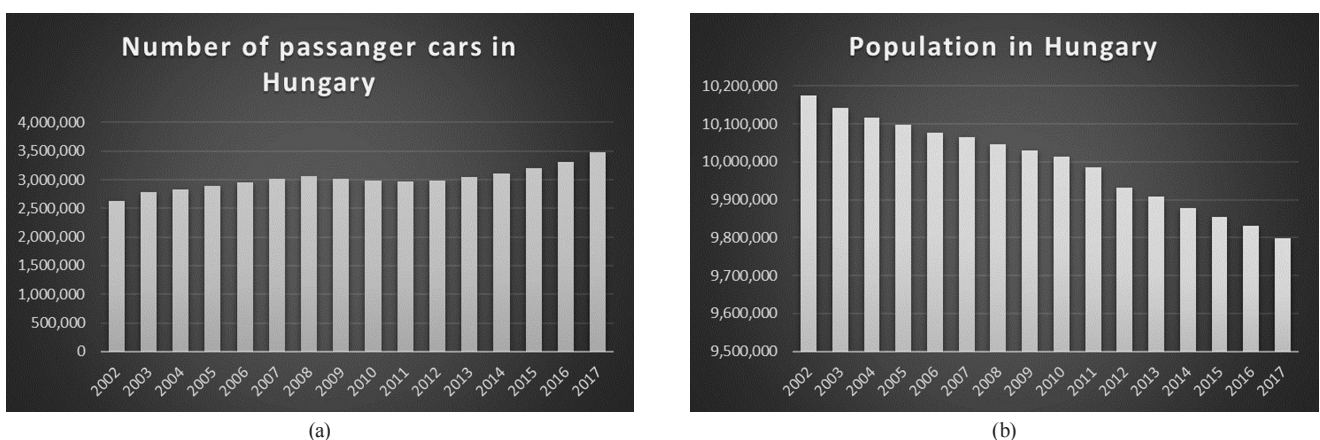 Number of passanger cars in
Hungary
4,000,000
3,500,000
3,000,000
2,500,000
2,000,000
1,500,000
1,000,000
500,000
0
2002 2003 2004 2005 2006 2007 2008 2009 2010 2011 2012 2013 2014 2015 2016 2017
(a)
Population in Hungary
10,200,000
10,100,000
10,000,000
9,900,000
9,800,000
9,700,000
9,600,000
9,500,000
2002 2003 2004 2005 2006 2007 2008 2009 2010 2011 2012 2013 2014 2015 2016 2017
(b)